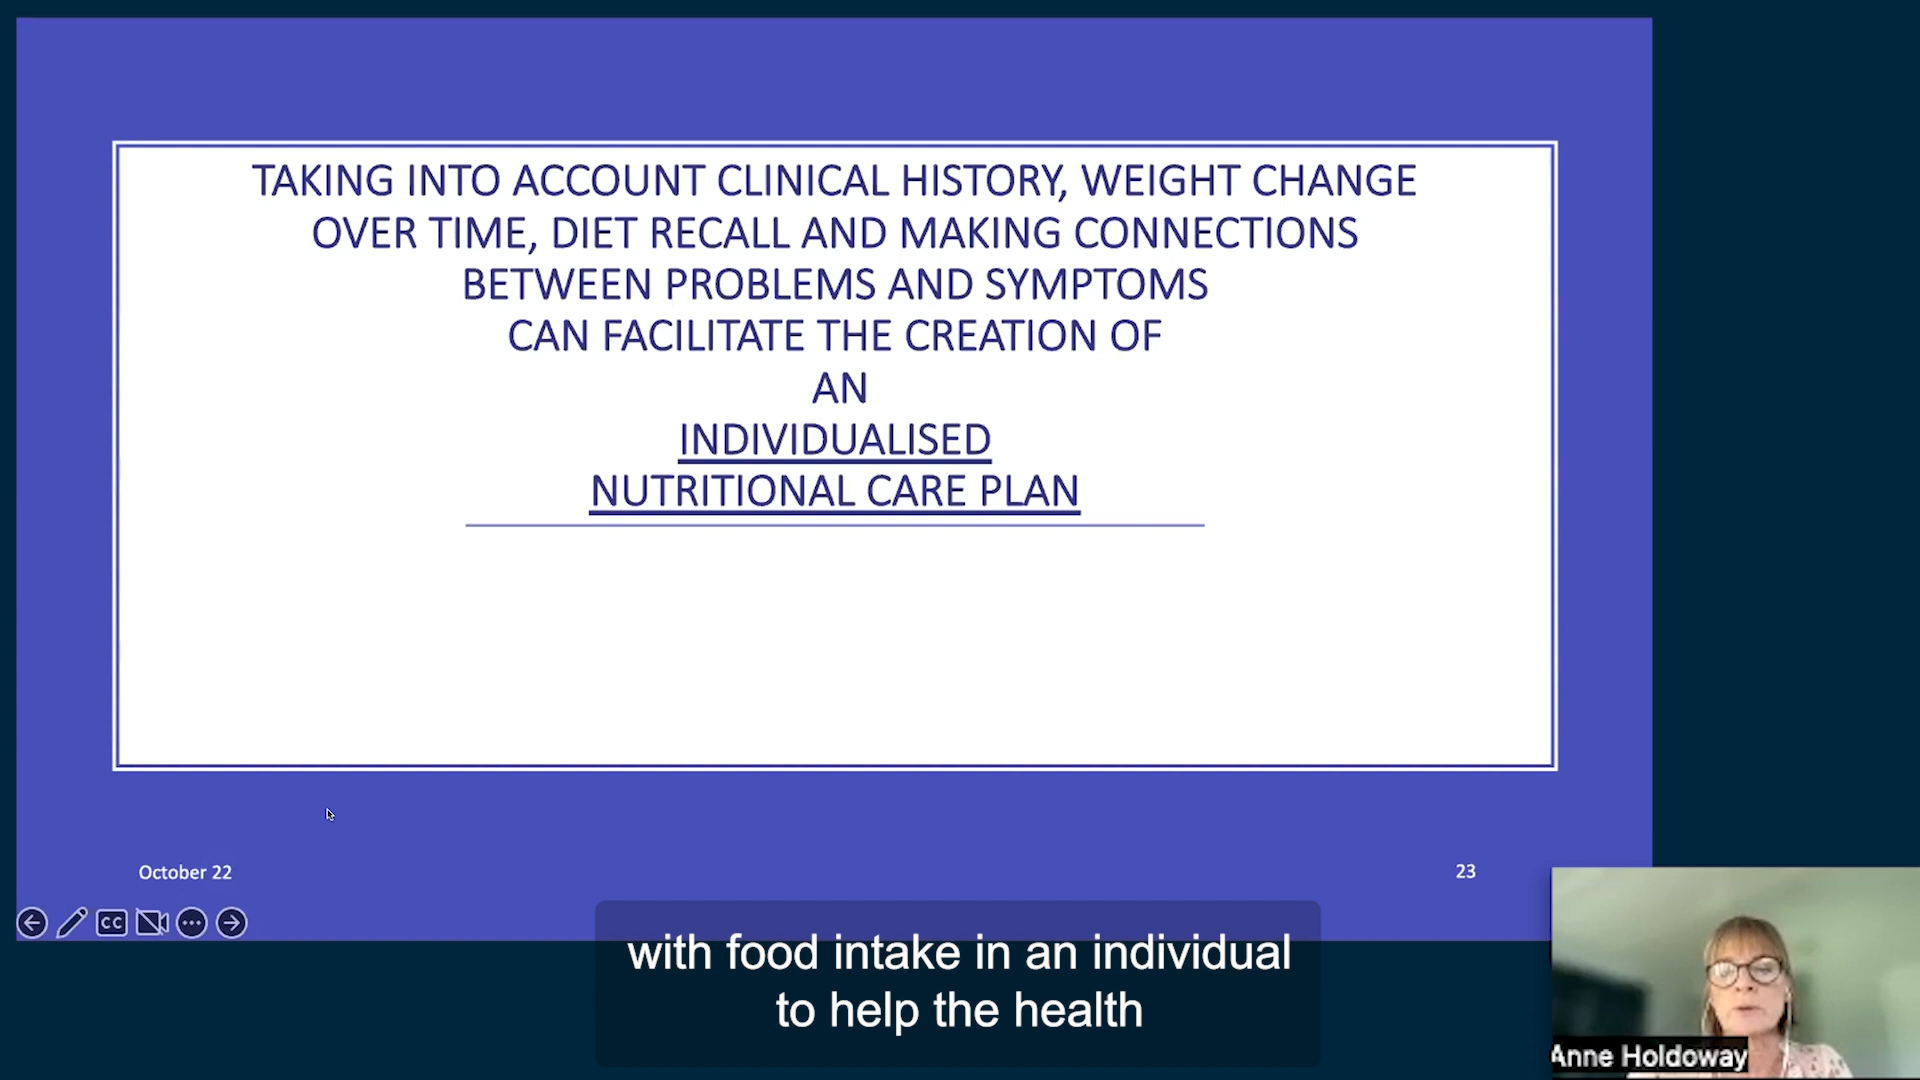 TAKING INTO ACCOUNT CLINICAL HISTORY, WEIGHT CHANGE
OVER TIME, DIET RECALL AND MAKING CONNECTIONS
BETWEEN PROBLEMS AND SYMPTOMS
CAN FACILITATE THE CREATION OF
AN
INDIVIDUALISED
NUTRITIONAL CARE PLAN
October 22
23
CC
with food intake in an individual
to help the health
Anne Holdoway